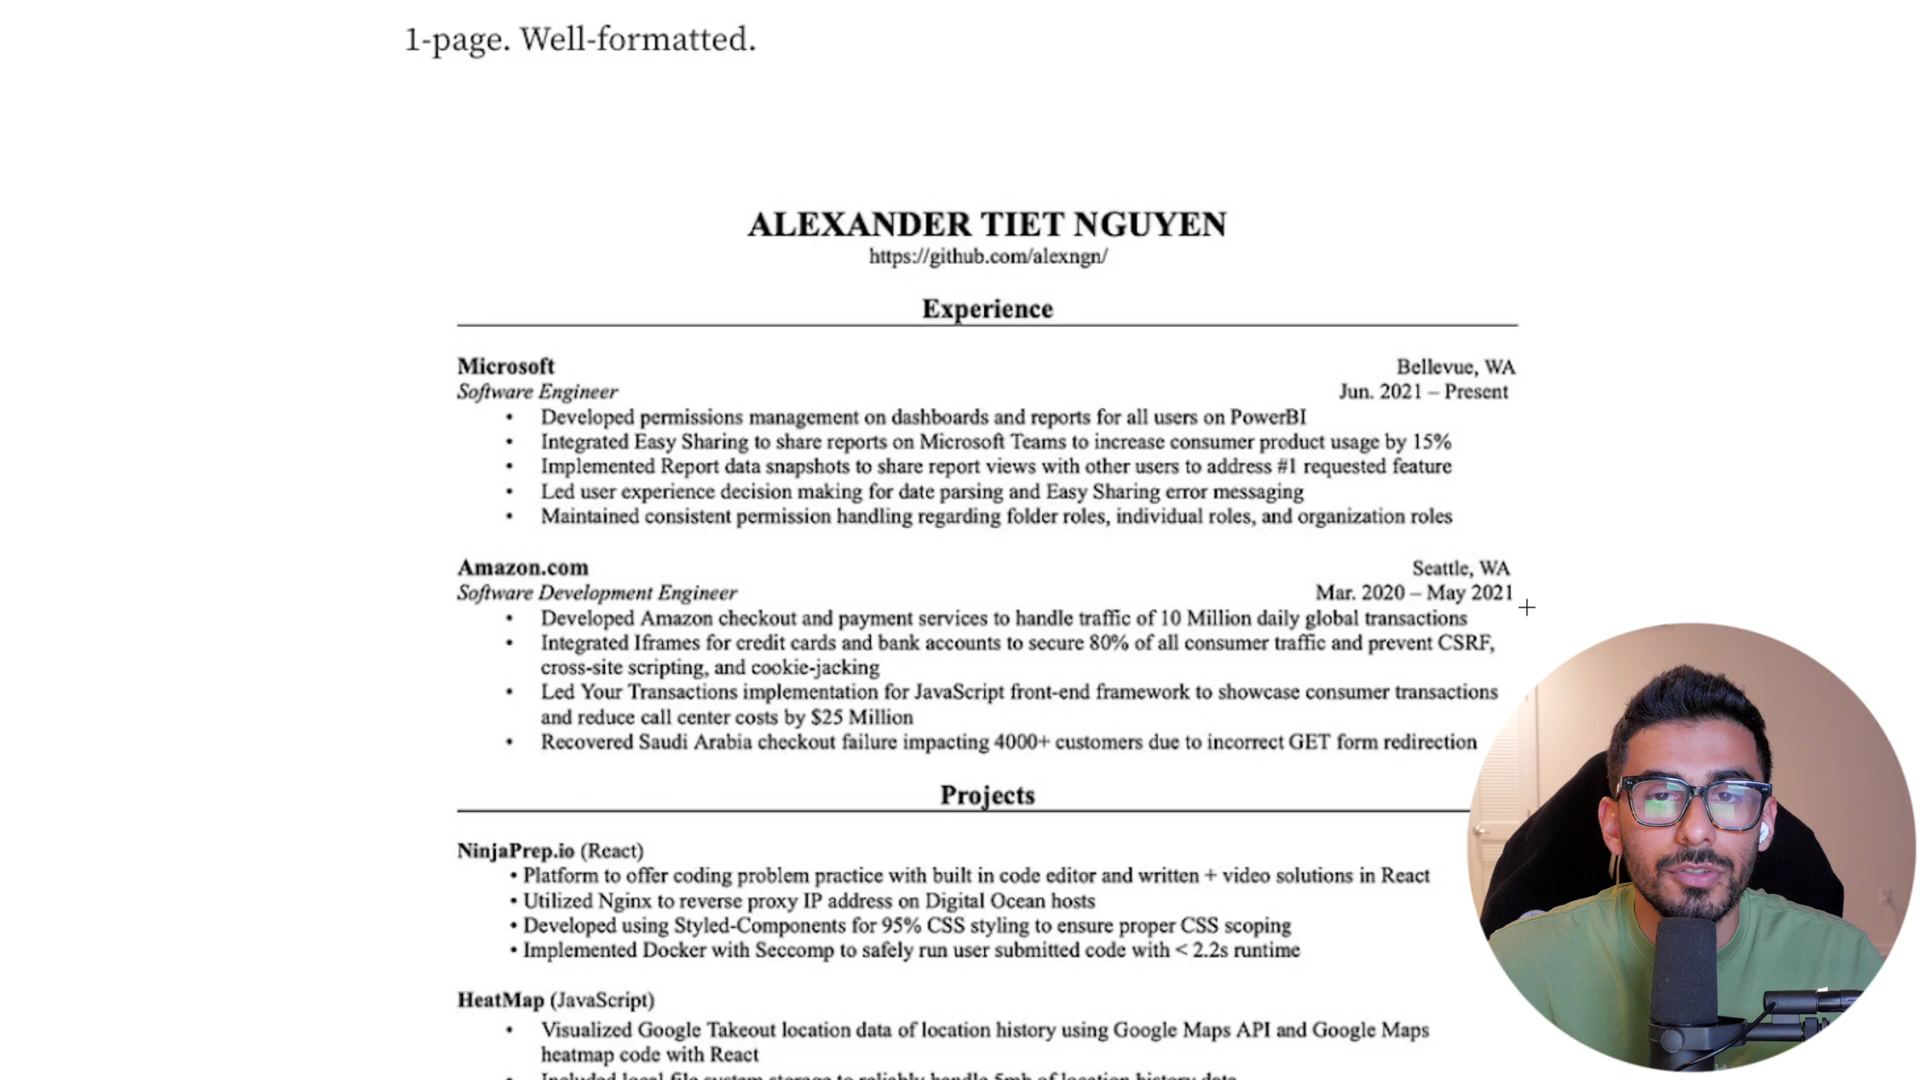 1-page. Well-formatted.
ALEXANDER TIET NGUYEN
https://github.com/alexngn/
Experience
Microsoft Bellevue, WA
Software Engineer Jun. 2021 – Present
• Developed permissions management on dashboards and reports for all users on PowerBI
• Integrated Easy Sharing to share reports on Microsoft Teams to increase consumer product usage by 15%
• Implemented Report data snapshots to share report views with other users to address #1 requested feature
• Led user experience decision making for date parsing and Easy Sharing error messaging
• Maintained consistent permission handling regarding folder roles, individual roles, and organization roles
Amazon.com Seattle, WA
Software Development Engineer Mar. 2020 – May 2021
• Developed Amazon checkout and payment services to handle traffic of 10 Million daily global transactions
• Integrated Iframes for credit cards and bank accounts to secure 80% of all consumer traffic and prevent CSRF,
cross-site scripting, and cookie-jacking
• Led Your Transactions implementation for JavaScript front-end framework to showcase consumer transactions
and reduce call center costs by $25 Million
• Recovered Saudi Arabia checkout failure impacting 4000+ customers due to incorrect GET form redirection
Projects
NinjaPrep.io (React)
• Platform to offer coding problem practice with built in code editor and written + video solutions in React
• Utilized Nginx to reverse proxy IP address on Digital Ocean hosts
• Developed using Styled-Components for 95% CSS styling to ensure proper CSS scoping
• Implemented Docker with Seccomp to safely run user submitted code with < 2.2s runtime
HeatMap (JavaScript)
• Visualized Google Takeout location data of location history using Google Maps API and Google Maps
heatmap code with React
• Included local file system storage to reliably handle 5mb of location history data